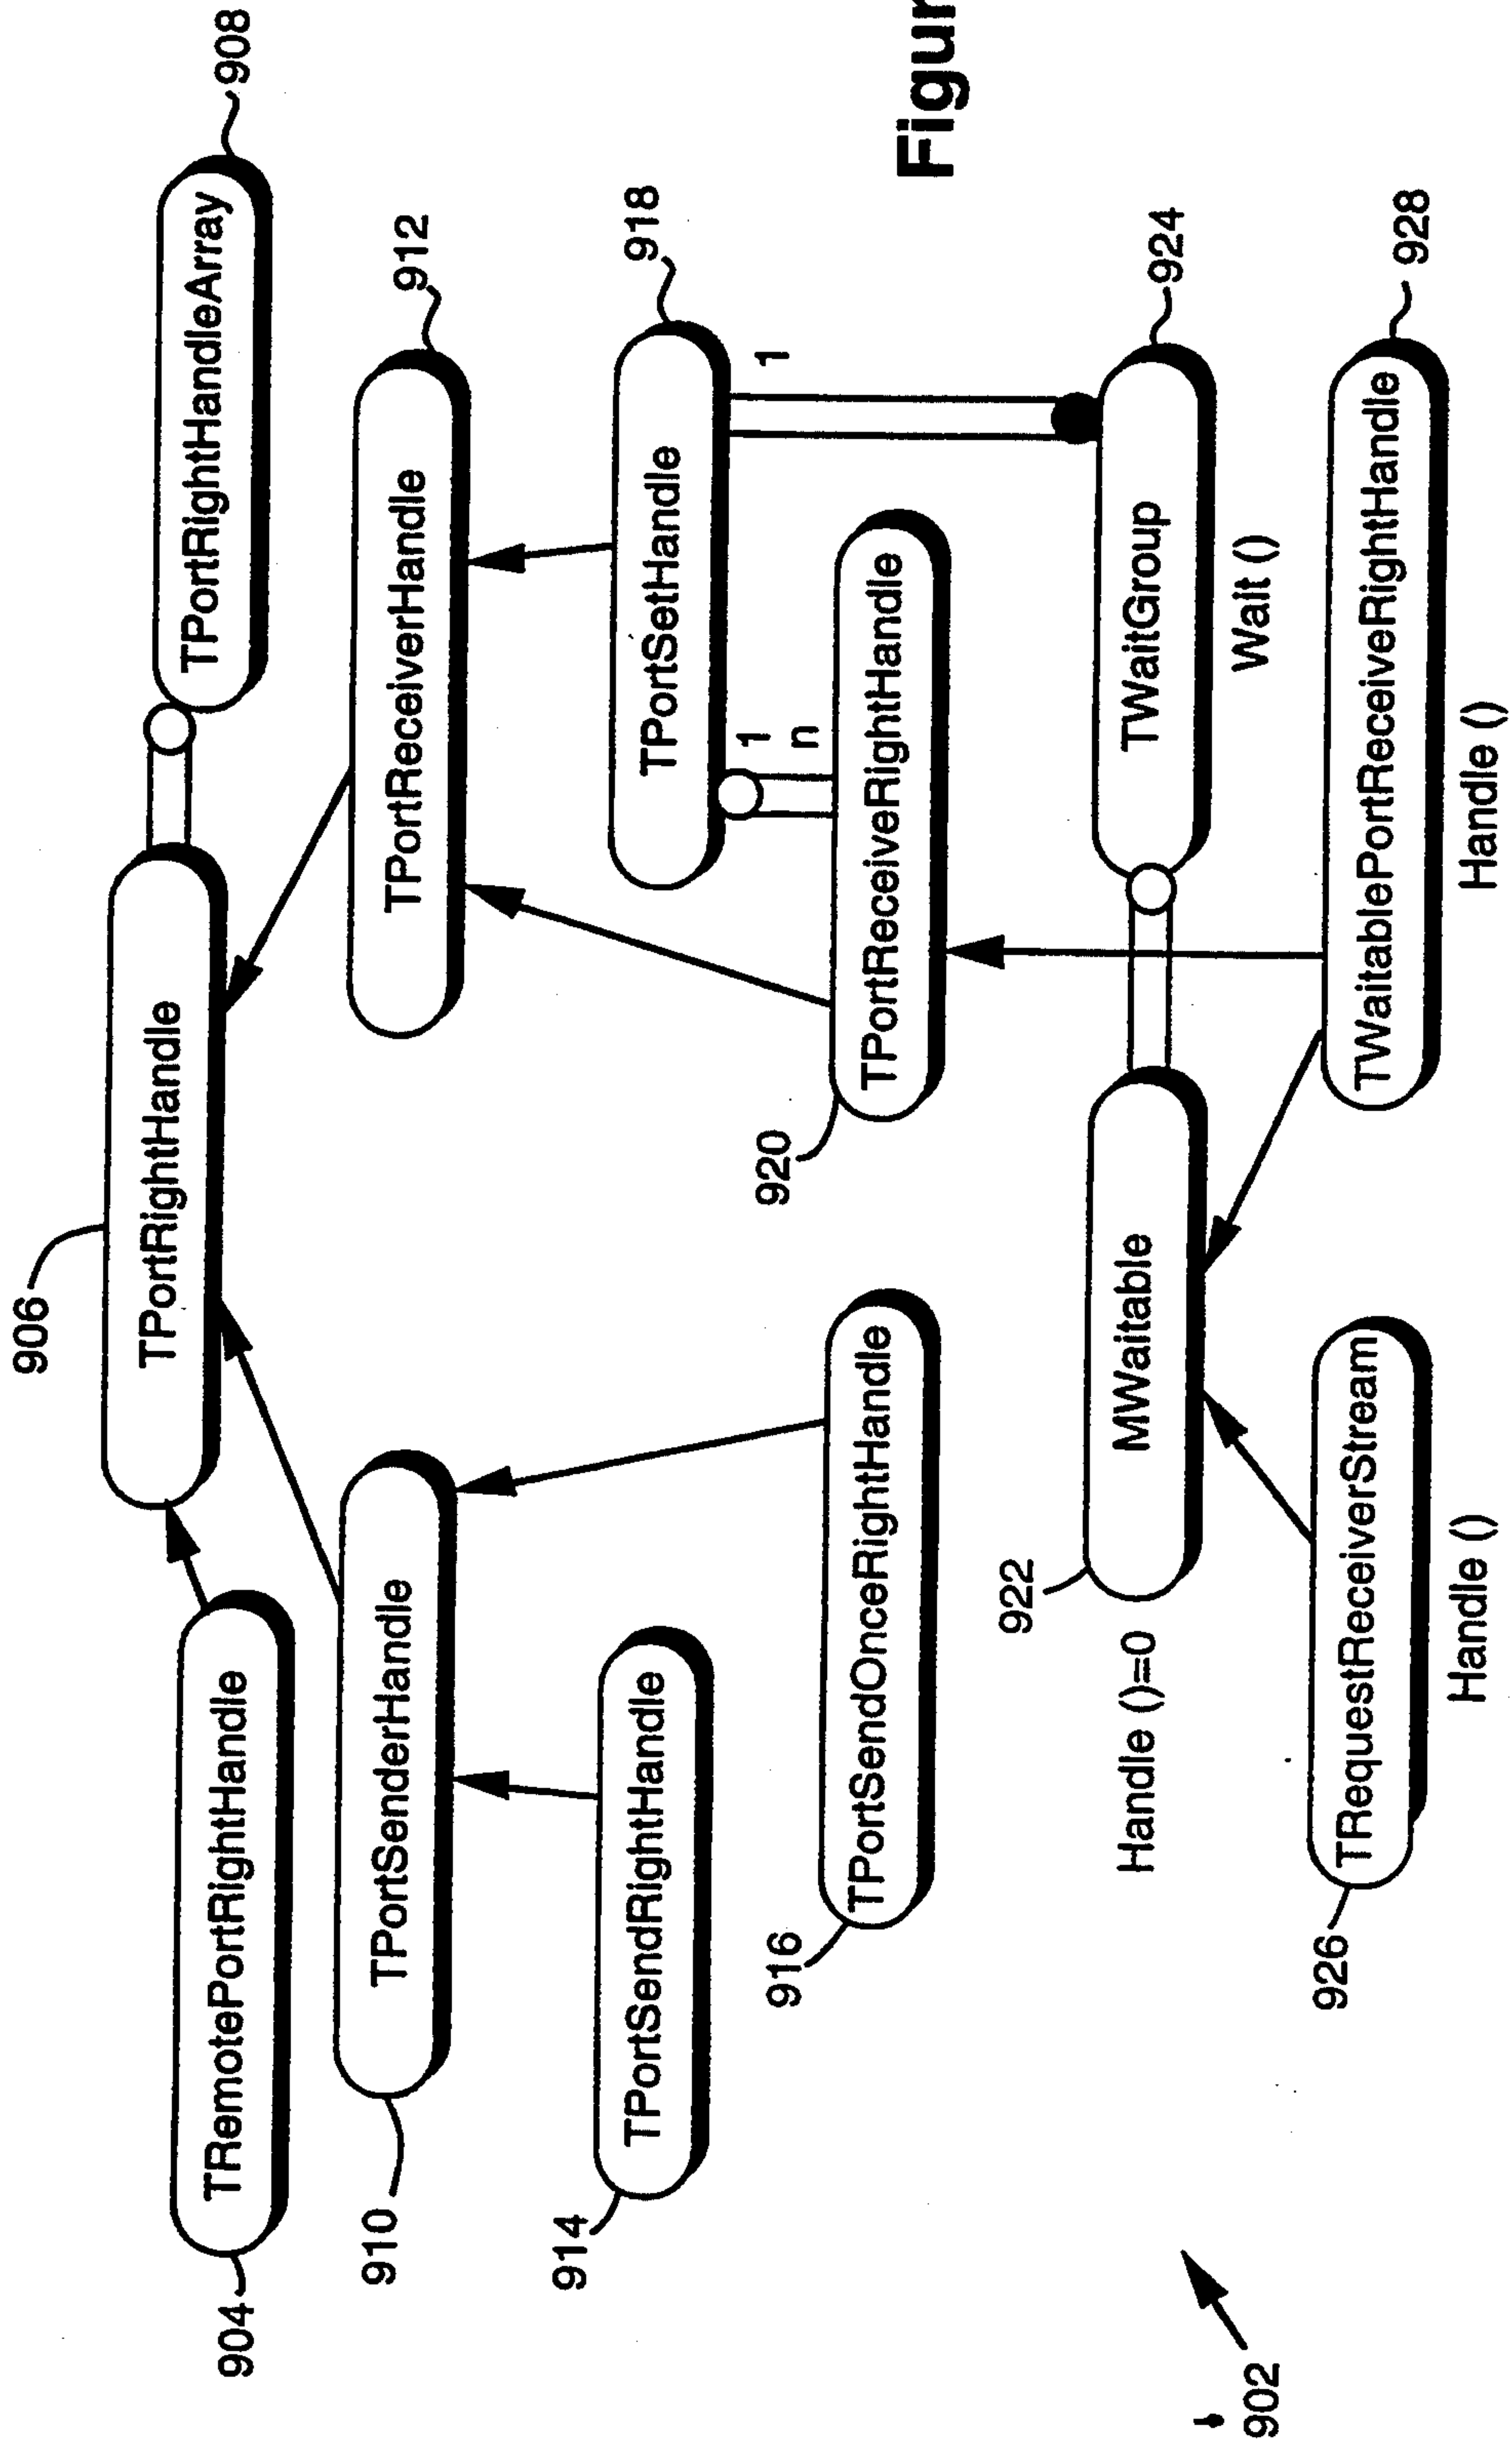 906
TPortRightHandle
TPortRightHandleArray
908
TRemotePortRightHandle
904
TPortSenderHandle
910
TPortReceiverHandle
912
TPortSendRightHandle
914
TPortSetHandle
918
1
n
1
TPortSendOnceRightHandle
916
920
TPortReceiveRightHandle
Figur
922
MWaitable
Handle ()=0
TWaitGroup
924
Wait ()
TRequestReceiverStream
926
Handle ()
TWaitablePortReceiveRightHandle
928
Handle ()
902